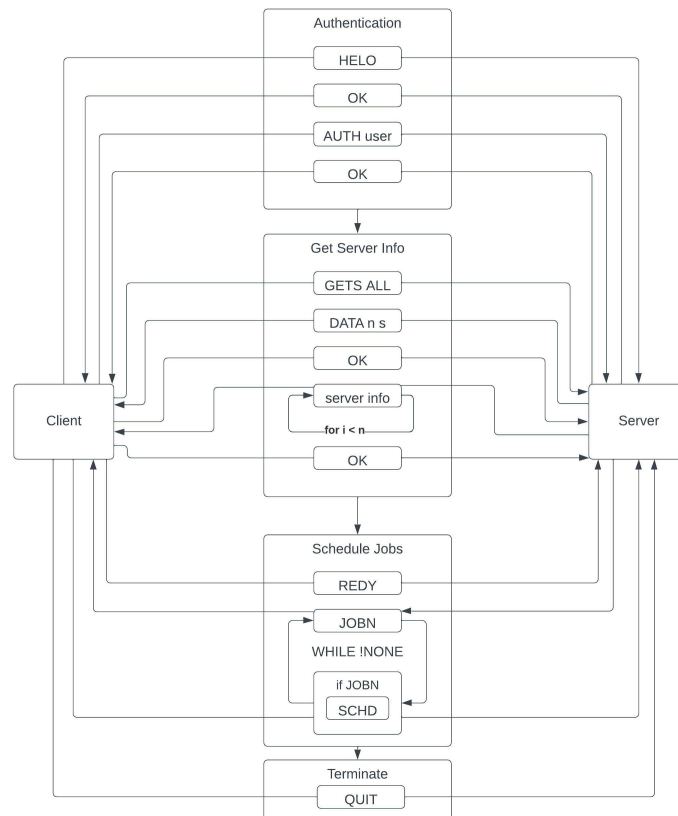 Authentication
HELO
OK
AUTH user
OK
Get Server Info
GETS ALL
DATA n s
OK
server info
for i < n
OK
Client
Server
Schedule Jobs
REDY
JOBN
WHILE !NONE
if JOBN
SCHD
Terminate
QUIT